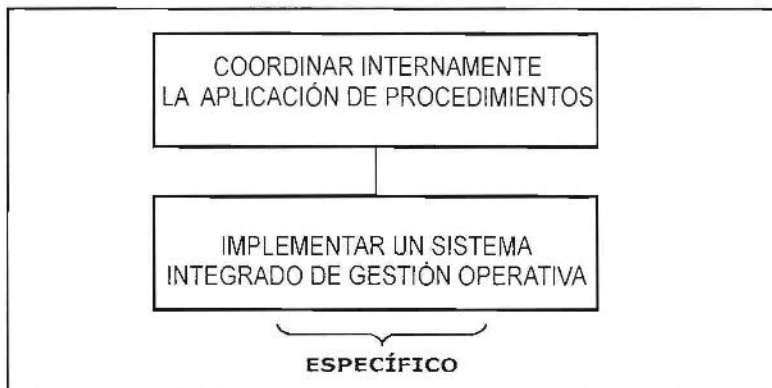 COORDINAR INTERNAMENTE
LA APLICACIÓN DE PROCEDIMIENTOS
IMPLEMENTAR UN SISTEMA
INTEGRADO DE GESTIÓN OPERATIVA
ESPECÍFICO